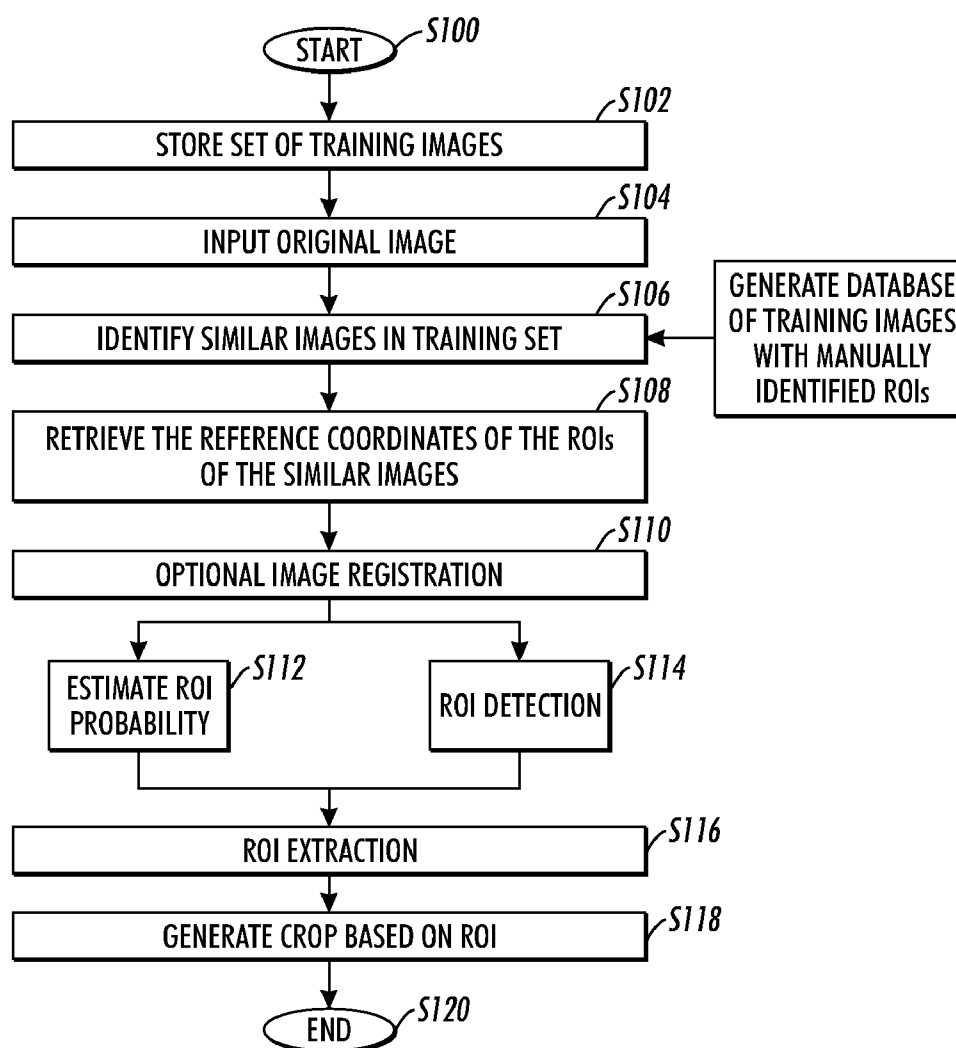 START
S100
S102
STORE SET OF TRAINING IMAGES
S104
INPUT ORIGINAL IMAGE
S106
IDENTIFY SIMILAR IMAGES IN TRAINING SET
GENERATE DATABASE
OF TRAINING IMAGES
WITH MANUALLY
IDENTIFIED ROIs
S108
RETRIEVE THE REFERENCE COORDINATES OF THE ROIs
OF THE SIMILAR IMAGES
S110
OPTIONAL IMAGE REGISTRATION
S112
ESTIMATE ROI
PROBABILITY
S114
ROI DETECTION
ROI EXTRACTION
S116
GENERATE CROP BASED ON ROI
S118
END
S120